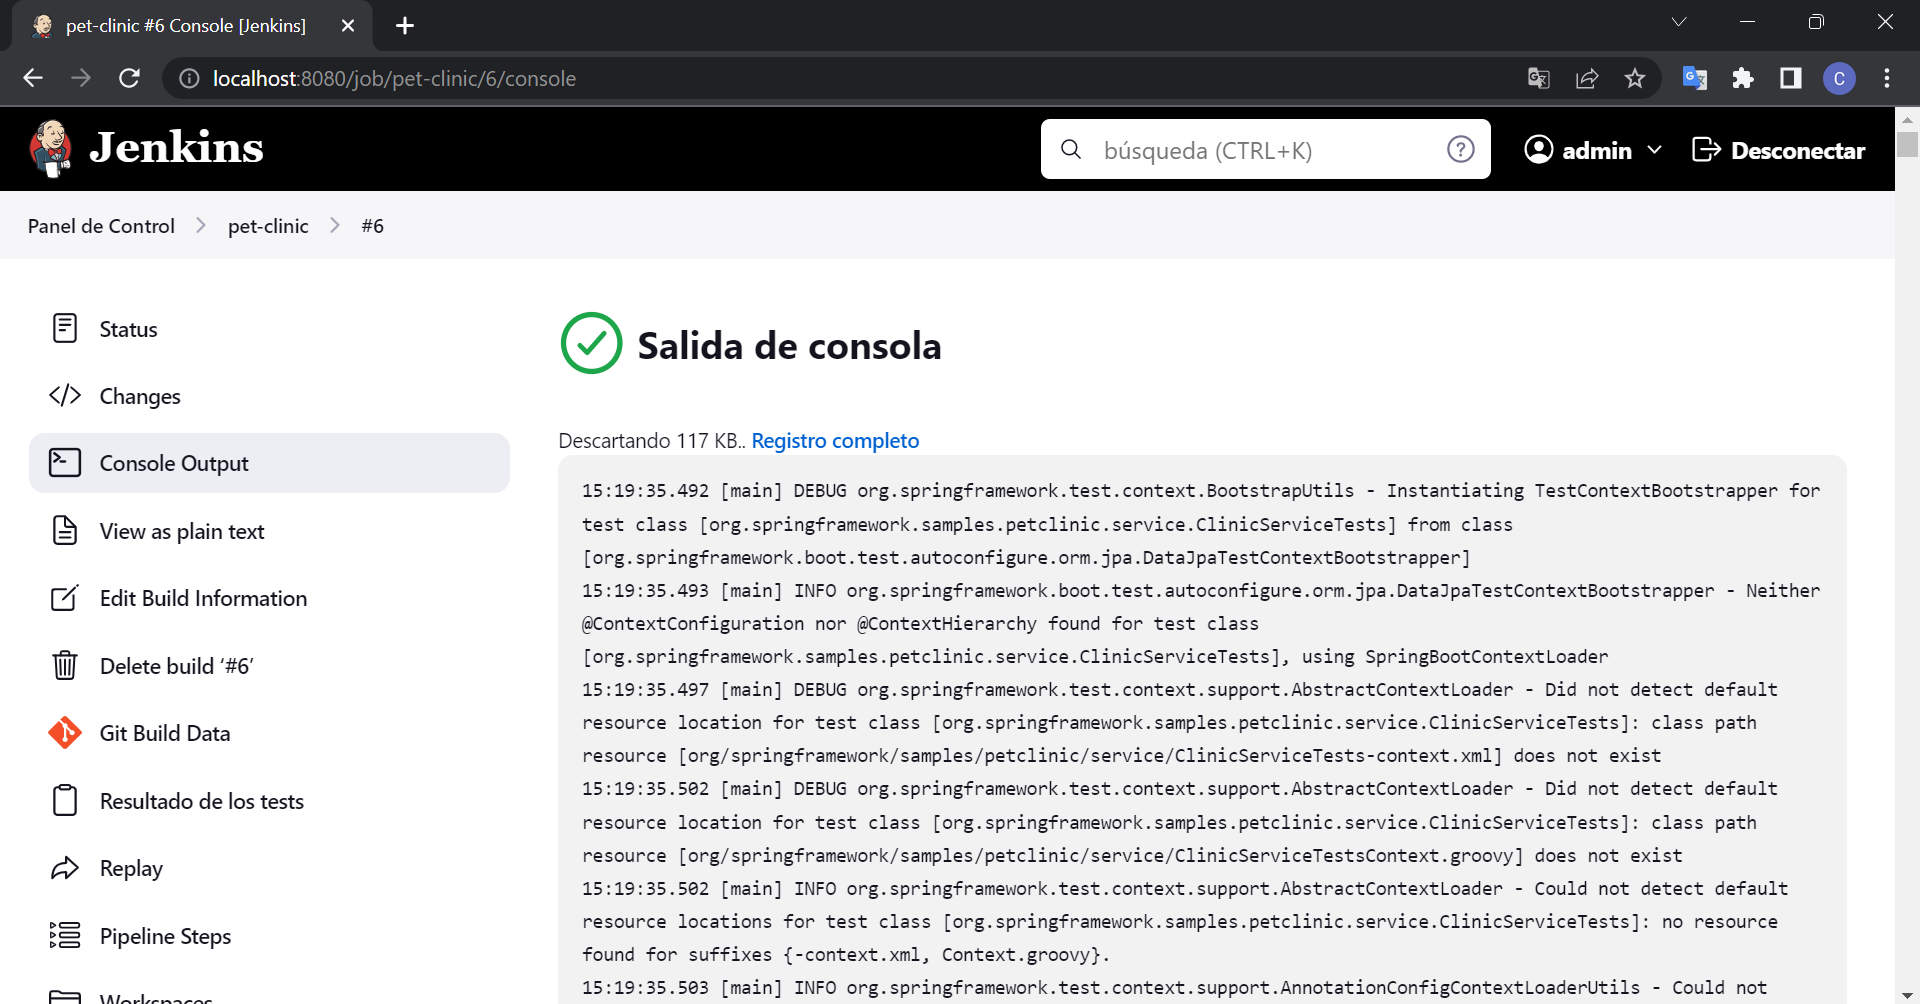 pet-clinic #6 Console [Jenkins]
localhost:8080/job/pet-clinic/6/console
C
Jenkins
búsqueda (CTRL+K)
admin
Desconectar
Panel de Control
pet-clinic
#6
Status
Changes
Console Output
View as plain text
Edit Build Information
Delete build ‘#6’
Git Build Data
Resultado de los tests
Replay
Pipeline Steps
Workspaces
Salida de consola
Descartando 117 KB.. Registro completo
15:19:35.492 [main] DEBUG org.springframework.test.context.BootstrapUtils - Instantiating TestContextBootstrapper for
test class [org.springframework.samples.petclinic.service.ClinicServiceTests] from class
[org.springframework.boot.test.autoconfigure.orm.jpa.DataJpaTestContextBootstrapper]
15:19:35.493 [main] INFO org.springframework.boot.test.autoconfigure.orm.jpa.DataJpaTestContextBootstrapper - Neither
@ContextConfiguration nor @ContextHierarchy found for test class
[org.springframework.samples.petclinic.service.ClinicServiceTests], using SpringBootContextLoader
15:19:35.497 [main] DEBUG org.springframework.test.context.support.AbstractContextLoader - Did not detect default
resource location for test class [org.springframework.samples.petclinic.service.ClinicServiceTests]: class path
resource [org/springframework/samples/petclinic/service/ClinicServiceTests-context.xml] does not exist
15:19:35.502 [main] DEBUG org.springframework.test.context.support.AbstractContextLoader - Did not detect default
resource location for test class [org.springframework.samples.petclinic.service.ClinicServiceTests]: class path
resource [org/springframework/samples/petclinic/service/ClinicServiceTestsContext.groovy] does not exist
15:19:35.502 [main] INFO org.springframework.test.context.support.AbstractContextLoader - Could not detect default
resource locations for test class [org.springframework.samples.petclinic.service.ClinicServiceTests]: no resource
found for suffixes {-context.xml, Context.groovy}.
15:19:35.503 [main] INFO org.springframework.test.context.support.AnnotationConfigContextLoaderUtils - Could not